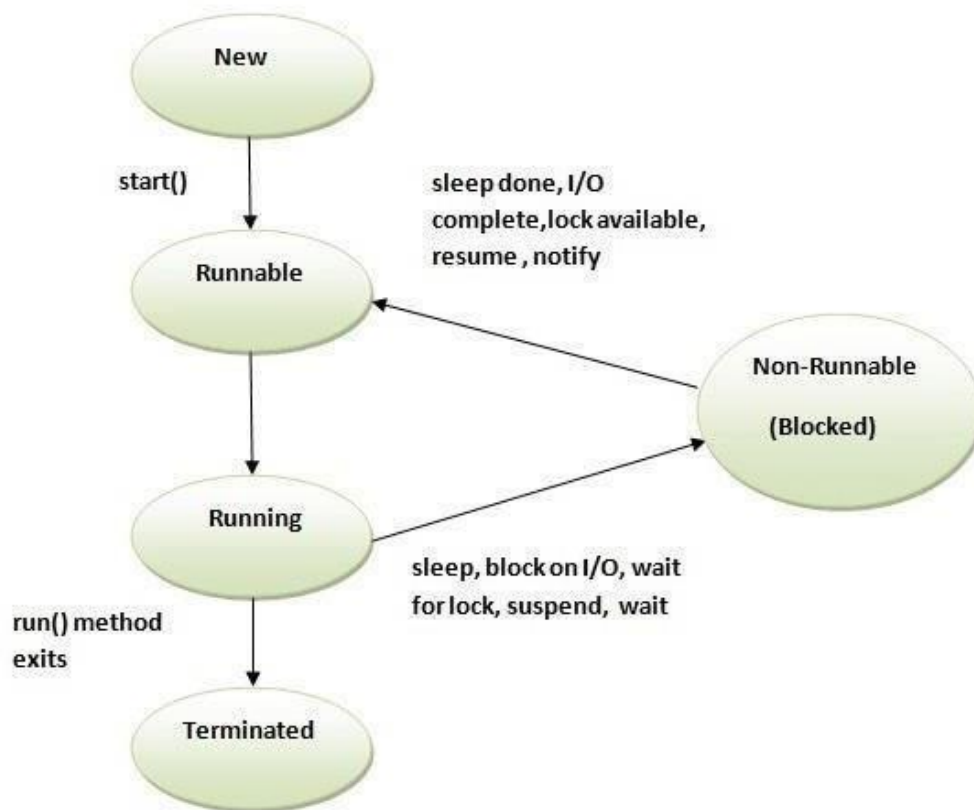 New
start()
sleep done, I/O
complete,lock available,
resume , notify
Runnable
Non-Runnable
(Blocked)
Running
sleep, block on I/O, wait
for lock, suspend, wait
run() method
exits
Terminated